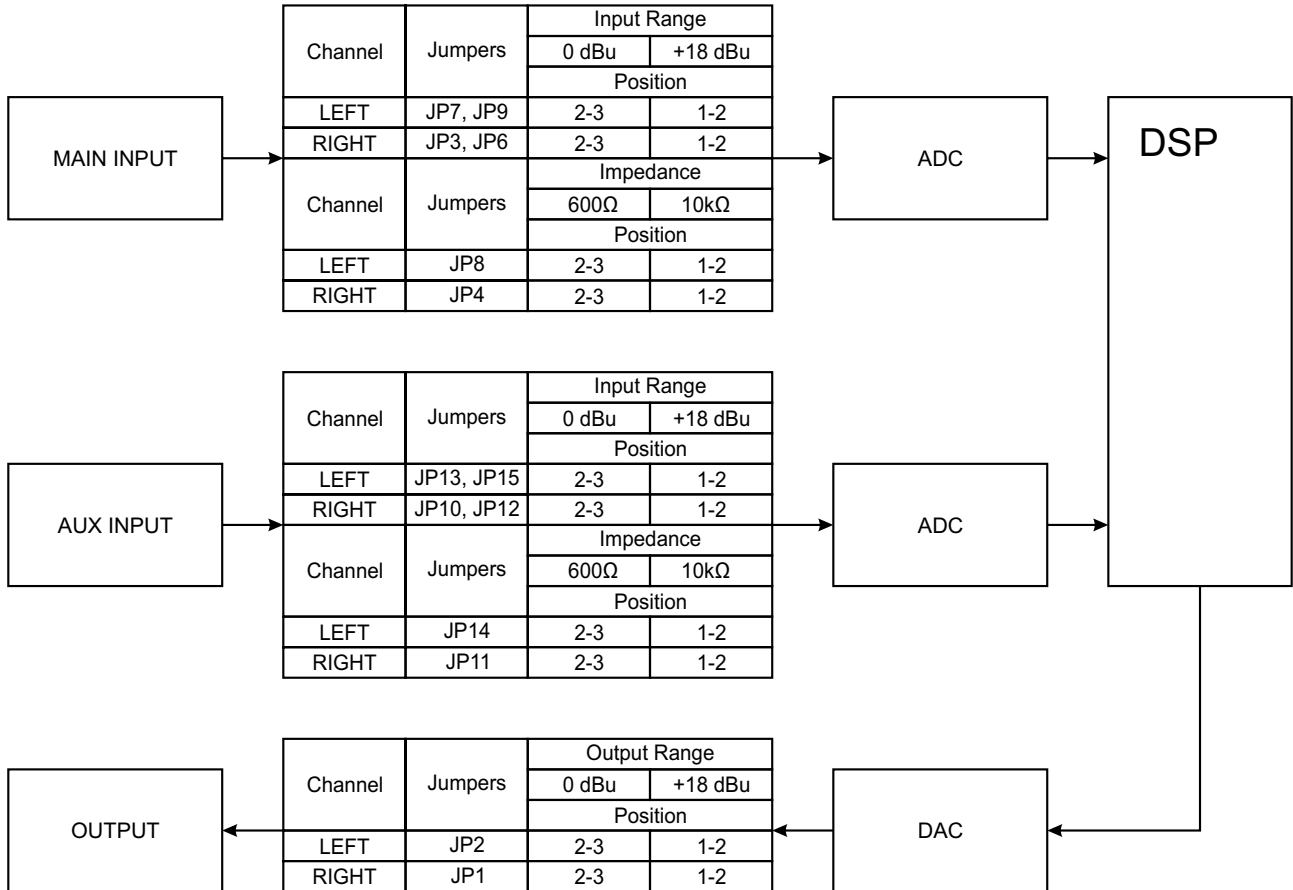 MAIN INPUT
Channel Jumpers Input Range
0 dBu +18 dBu
Position
LEFT JP7, JP9 2-3 1-2
RIGHT JP3, JP6 2-3 1-2
Channel Jumpers Impedance
600Ω 10kΩ
Position
LEFT JP8 2-3 1-2
RIGHT JP4 2-3 1-2
ADC
DSP
AUX INPUT
Channel Jumpers Input Range
0 dBu +18 dBu
Position
LEFT JP13, JP15 2-3 1-2
RIGHT JP10, JP12 2-3 1-2
Channel Jumpers Impedance
600Ω 10kΩ
Position
LEFT JP14 2-3 1-2
RIGHT JP11 2-3 1-2
ADC
OUTPUT
Channel Jumpers Output Range
0 dBu +18 dBu
Position
LEFT JP2 2-3 1-2
RIGHT JP1 2-3 1-2
DAC